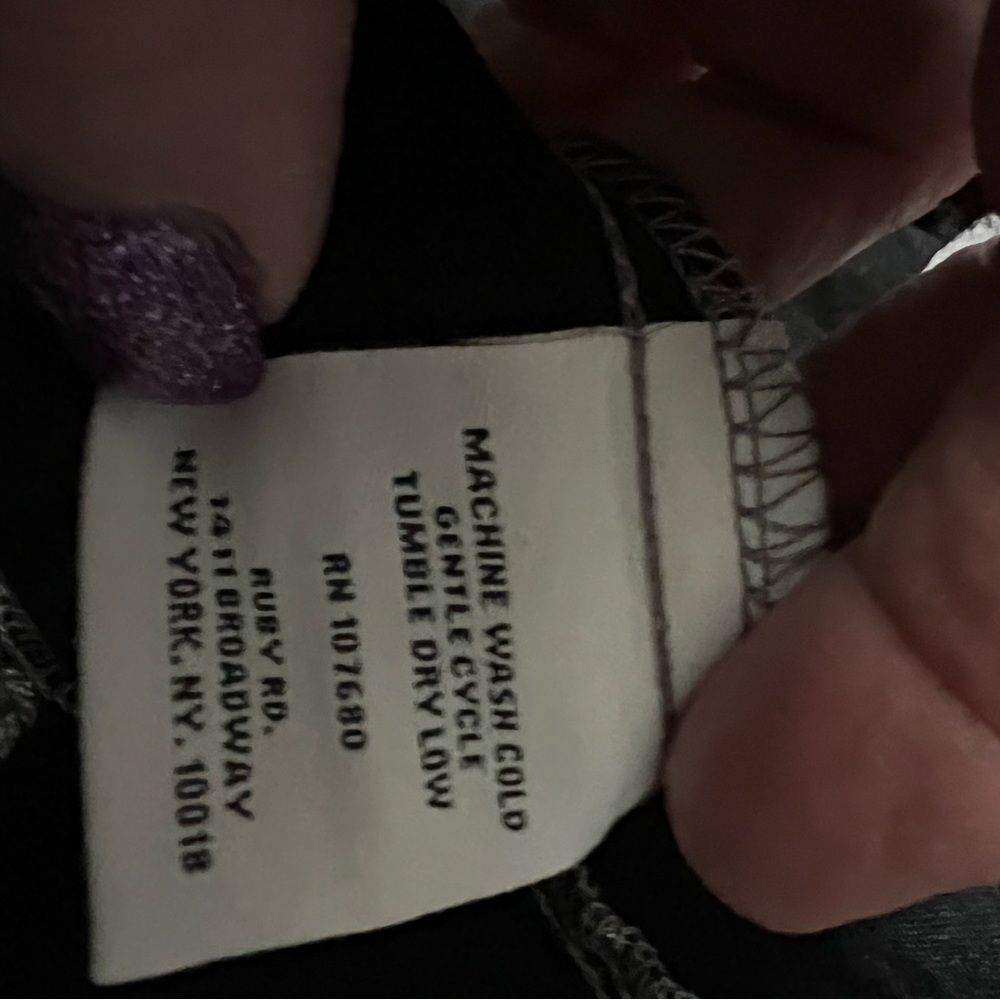 MACHINE WASH COLD
GENTLE CYCLE
TUMBLE DRY LOW
RN 107680
RUBY RD.
1411 BROADWAY
NEW YORK. NY. 10018